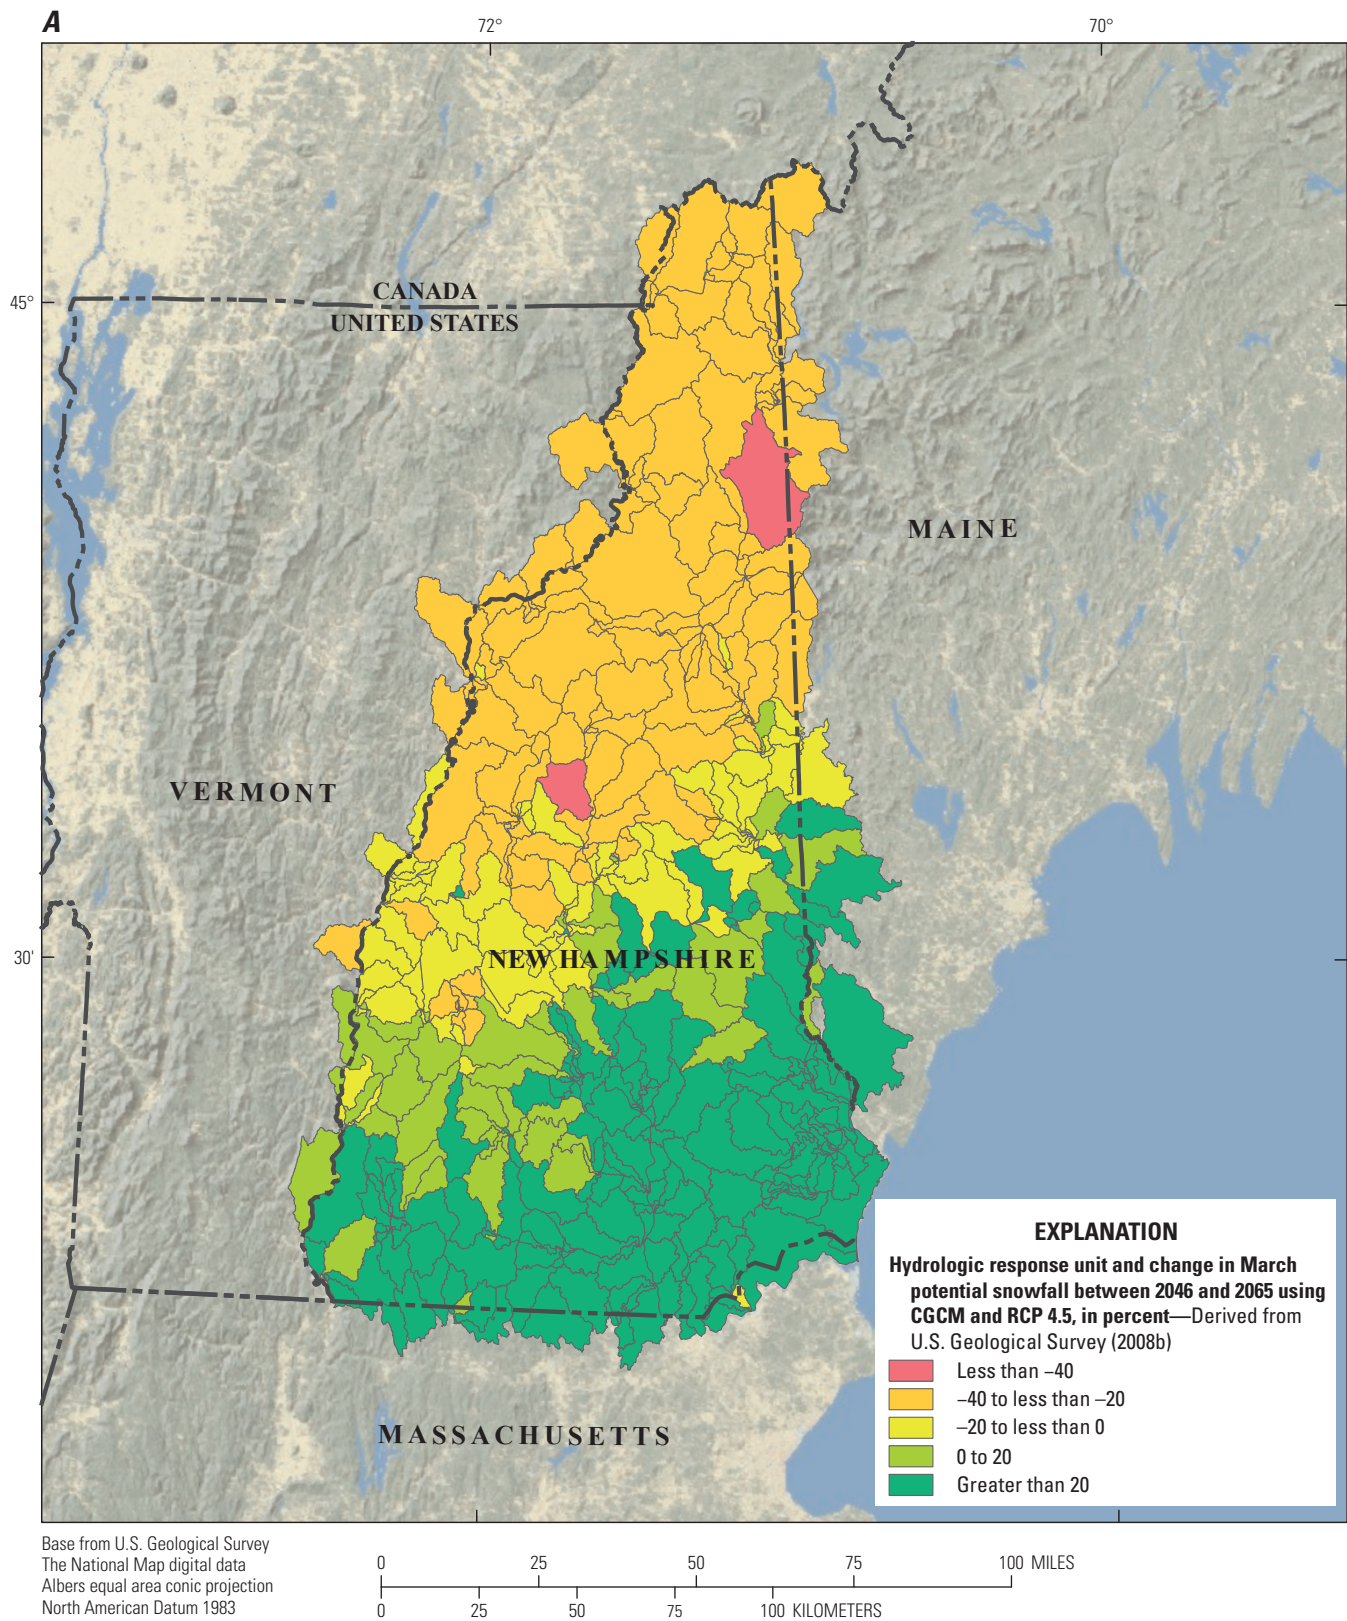 A
72°
70°
45°
CANADA
UNITED STATES
MAINE
VERMONT
30'
NEW HAMPSHIRE
EXPLANATION
Hydrologic response unit and change in March
potential snowfall between 2046 and 2065 using
CGCM and RCP 4.5, in percent—Derived from
U.S. Geological Survey (2008b)
Less than −40
−40 to less than −20
−20 to less than 0
0 to 20
Greater than 20
MASSACHUSETTS
Base from U.S. Geological Survey
The National Map digital data
Albers equal area conic projection
North American Datum 1983
0 25 50 75 100 MILES
0 25 50 75 100 KILOMETERS